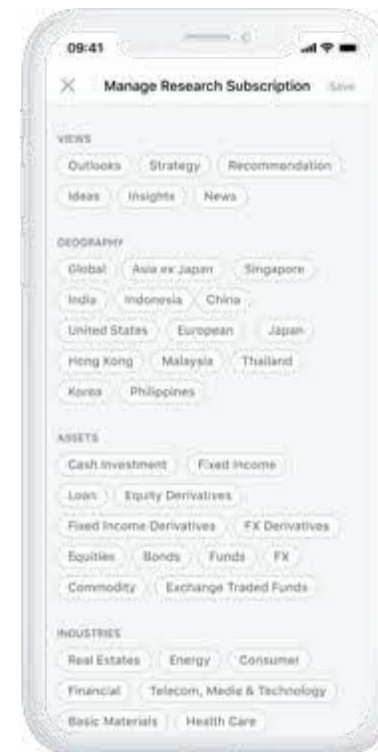 09:41
Manage Research Subscription Save
VIEWS
Outlooks Strategy Recommendation
Ideas Insights News
GEOGRAPHY
Global Asia ex Japan Singapore
India Indonesia China
United States European Japan
Hong Kong Malaysia Thailand
Korea Philippines
ASSETS
Cash Investment Fixed Income
Loan Equity Derivatives
Fixed Income Derivatives FX Derivatives
Equities Bonds Funds FX
Commodity Exchange Traded Funds
INDUSTRIES
Real Estates Energy Consumer
Financial Telecom, Media & Technology
Basic Materials Health Care